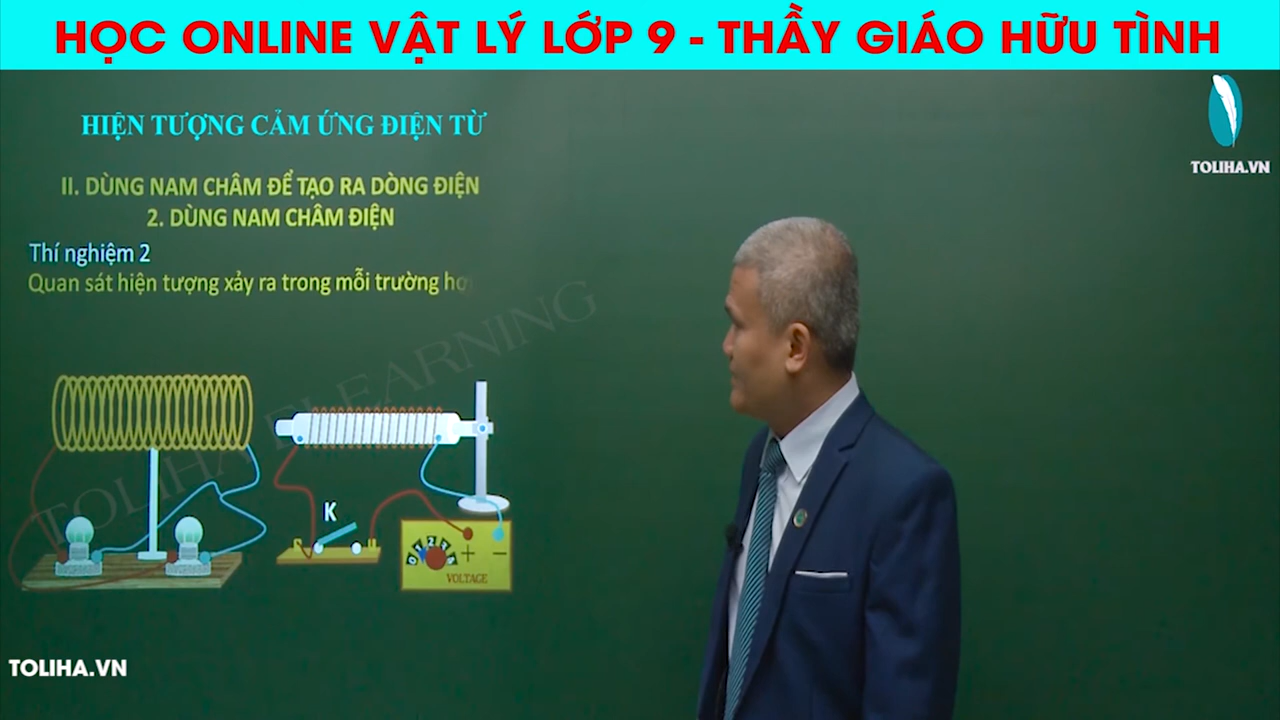 HỌC ONLINE VẬT LÝ LỚP 9 - THẦY GIÁO HỮU TÌNH
TOLIHA.VN
HIỆN TƯỢNG CẢM ỨNG ĐIỆN TỪ
II. DÙNG NAM CHÂM ĐỂ TẠO RA DÒNG ĐIỆN
2. DÙNG NAM CHÂM ĐIỆN
Thí nghiệm 2
Quan sát hiện tượng xảy ra trong mỗi trường
TOLIHA ELEARNING
K
+ −
VOLTAGE
TOLIHA.VN